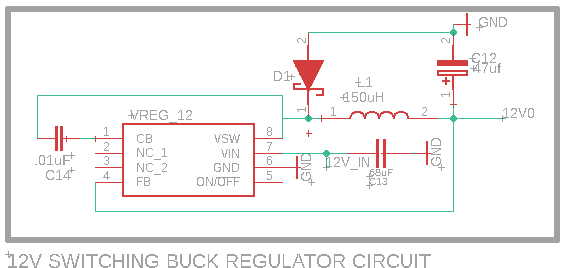 GND
2
2
D1
C12
47uf
L1
150uH
1
1
1
2
12V0
VREG_12
1 CB VSW 8
2 NC_1 VIN 7
3 NC_2 GND 6
4 FB ON/OFF 5
.01uF
C14
GND
12V_IN
.68uF
C13
GND
12V SWITCHING BUCK REGULATOR CIRCUIT